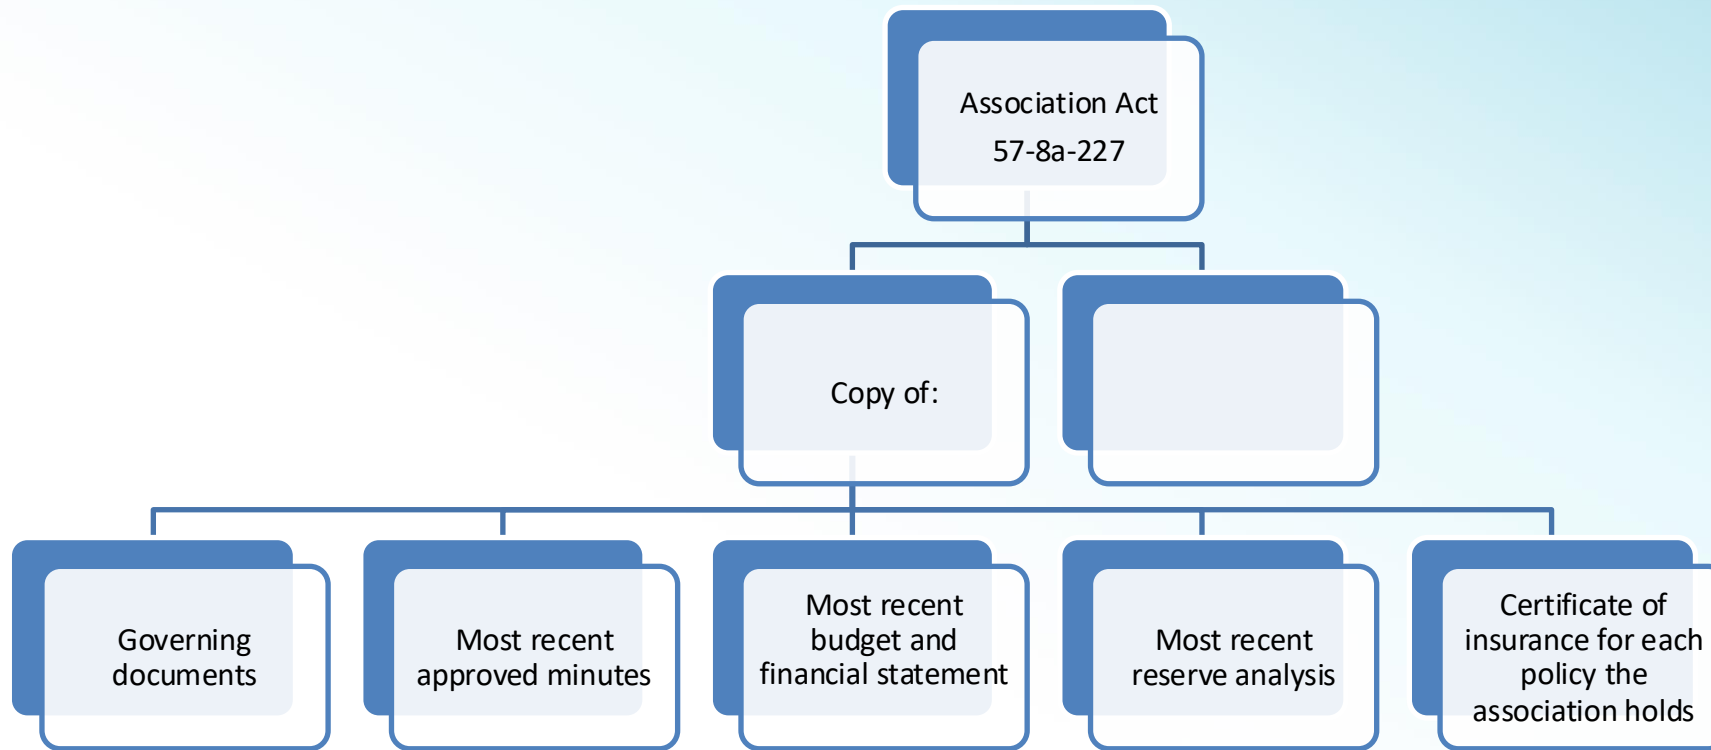 Association Act
57-8a-227
Copy of:
Governing
documents
Most recent
approved minutes
Most recent
budget and
financial statement
Most recent
reserve analysis
Certificate of
insurance for each
policy the
association holds